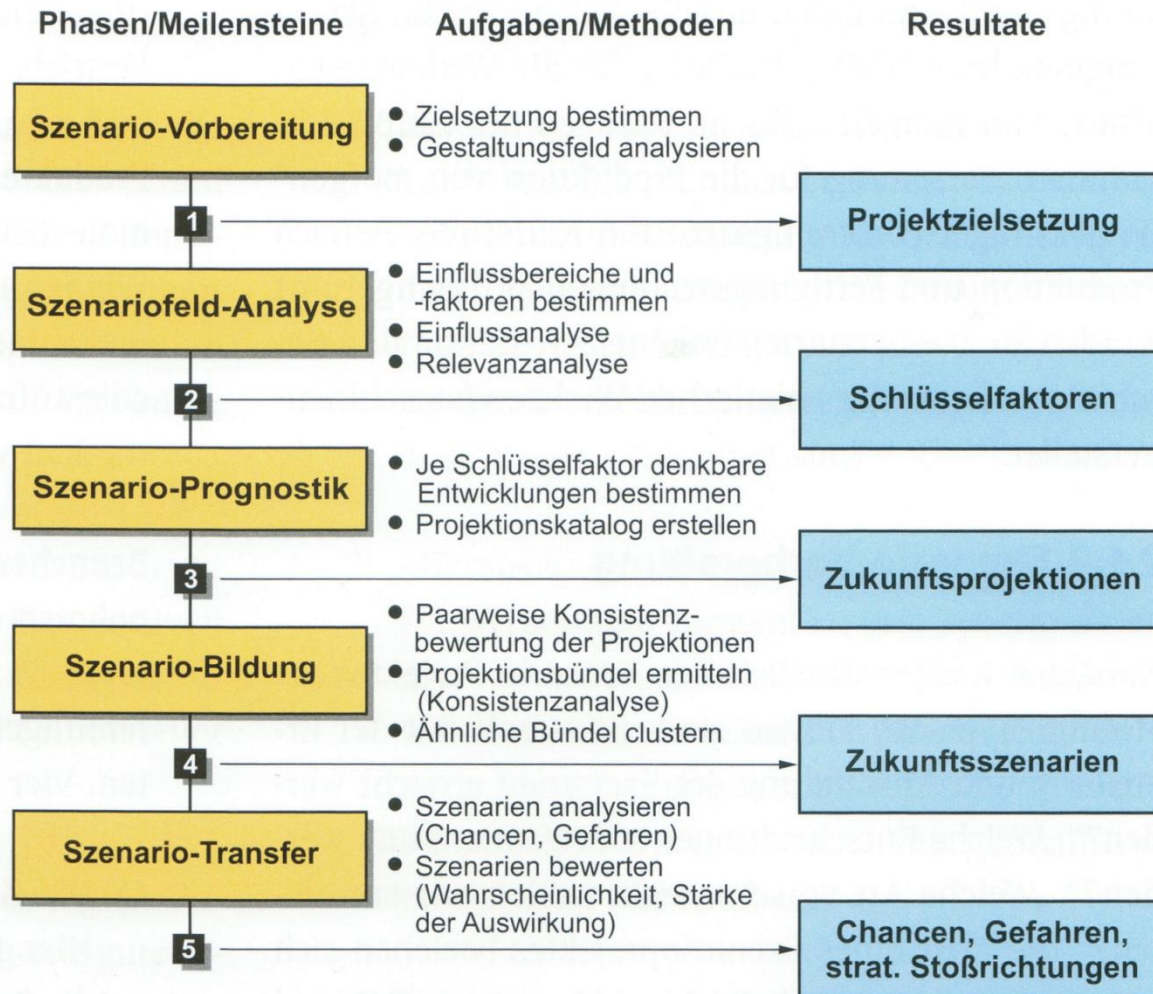 Phasen/Meilensteine
Aufgaben/Methoden
Resultate
Szenario-Vorbereitung
• Zielsetzung bestimmen
• Gestaltungsfeld analysieren
1
Projektzielsetzung
Szenariofeld-Analyse
• Einflussbereiche und
-faktoren bestimmen
• Einflussanalyse
• Relevanzanalyse
2
Schlüsselfaktoren
Szenario-Prognostik
• Je Schlüsselfaktor denkbare
Entwicklungen bestimmen
• Projektionskatalog erstellen
3
Zukunftsprojektionen
Szenario-Bildung
• Paarweise Konsistenz-
bewertung der Projektionen
• Projektionsbündel ermitteln
(Konsistenzanalyse)
• Ähnliche Bündel clustern
4
Zukunftsszenarien
Szenario-Transfer
• Szenarien analysieren
(Chancen, Gefahren)
• Szenarien bewerten
(Wahrscheinlichkeit, Stärke
der Auswirkung)
5
Chancen, Gefahren,
strat. Stoßrichtungen